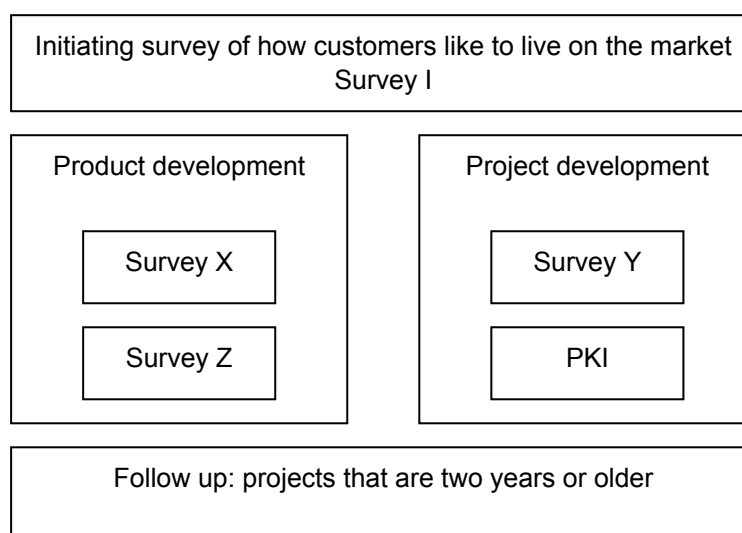 Initiating survey of how customers like to live on the market
Survey I
Product development
Survey X
Survey Z
Project development
Survey Y
PKI
Follow up: projects that are two years or older